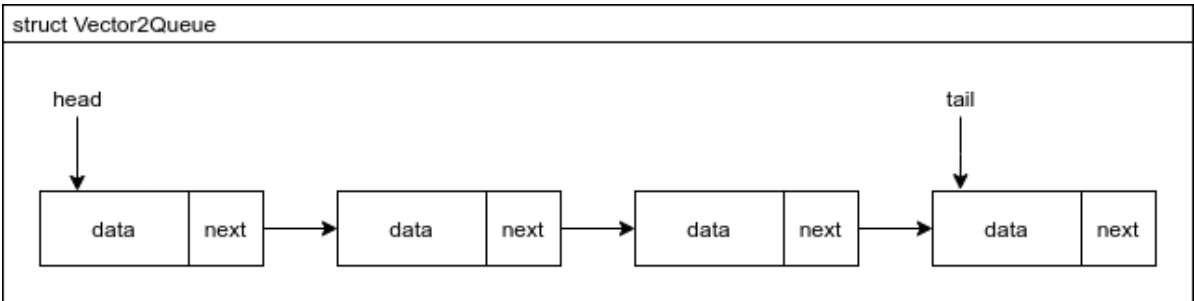 struct Vector2Queue
head tail
data next data next data next data next